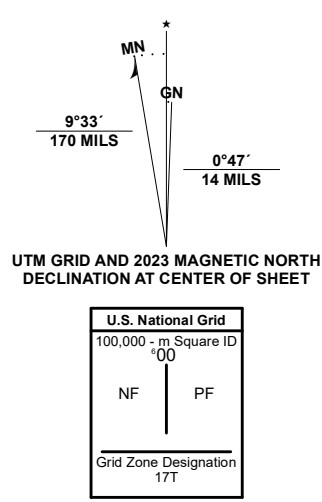 ★
MN
GN
9°33´
170 MILS
0°47´
14 MILS
UTM GRID AND 2023 MAGNETIC NORTH
DECLINATION AT CENTER OF SHEET
U.S. National Grid
100,000 - m Square ID
⁶00
NF PF
Grid Zone Designation
17T